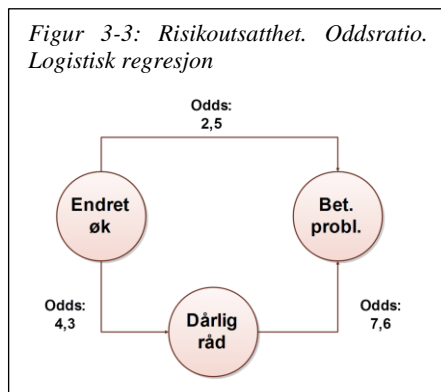 Figur 3-3: Risikoutsatthet. Oddsratio.
Logistisk regresjon
Odds:
2,5
Endret
øk
Bet.
probl.
Odds:
4,3
Dårlig
råd
Odds:
7,6